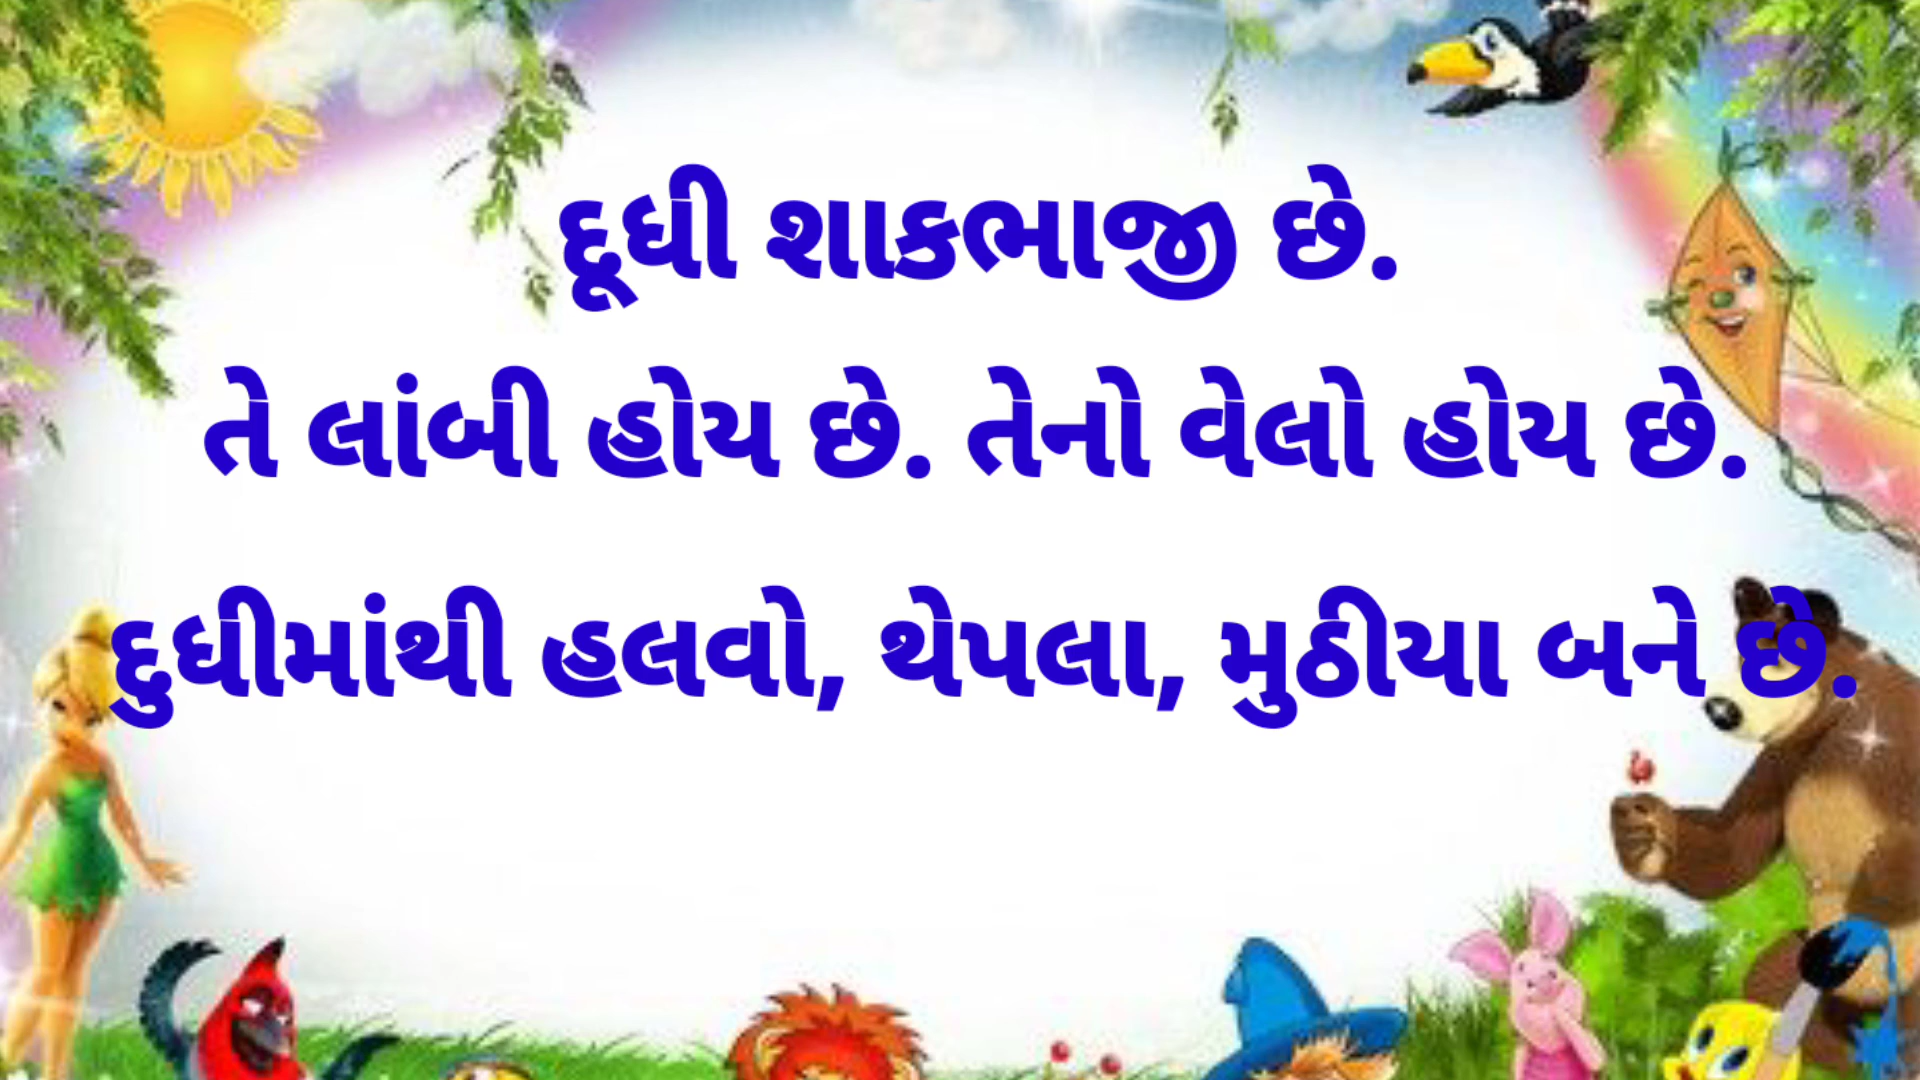 દૂધી શાકભાજી છે.
તે લાંબી હોય છે. તેનો વેલો હોય છે.
દુધીમાંથી હલવો, થેપલા, મુઠીયા બને છે.